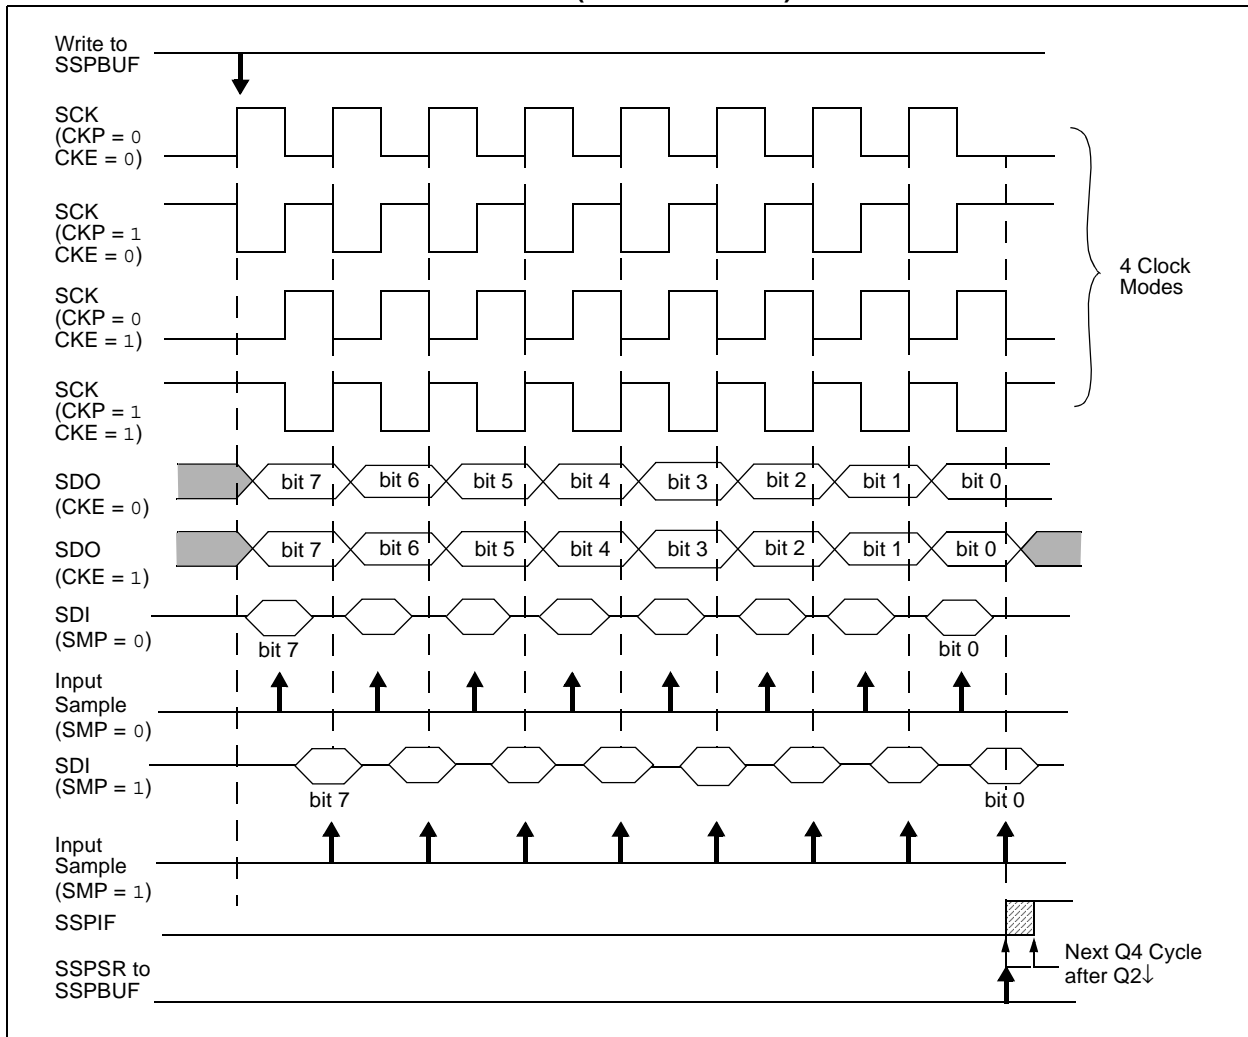 Write to
SSPBUF
SCK
(CKP = 0
CKE = 0)
SCK
(CKP = 1
CKE = 0)
SCK
(CKP = 0
CKE = 1)
SCK
(CKP = 1
CKE = 1)
4 Clock
Modes
SDO
(CKE = 0)
bit 7 bit 6 bit 5 bit 4 bit 3 bit 2 bit 1 bit 0
SDO
(CKE = 1)
bit 7 bit 6 bit 5 bit 4 bit 3 bit 2 bit 1 bit 0
SDI
(SMP = 0)
bit 7 bit 0
Input
Sample
(SMP = 0)
SDI
(SMP = 1)
bit 7 bit 0
Input
Sample
(SMP = 1)
SSPIF
SSPSR to
SSPBUF
Next Q4 Cycle
after Q2↓